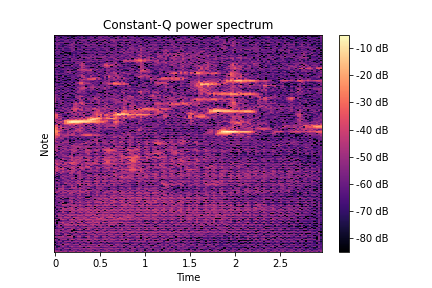 Constant-Q power spectrum
Note
-10 dB
-20 dB
-30 dB
-40 dB
-50 dB
-60 dB
-70 dB
-80 dB
0 0.5 1 1.5 2 2.5
Time